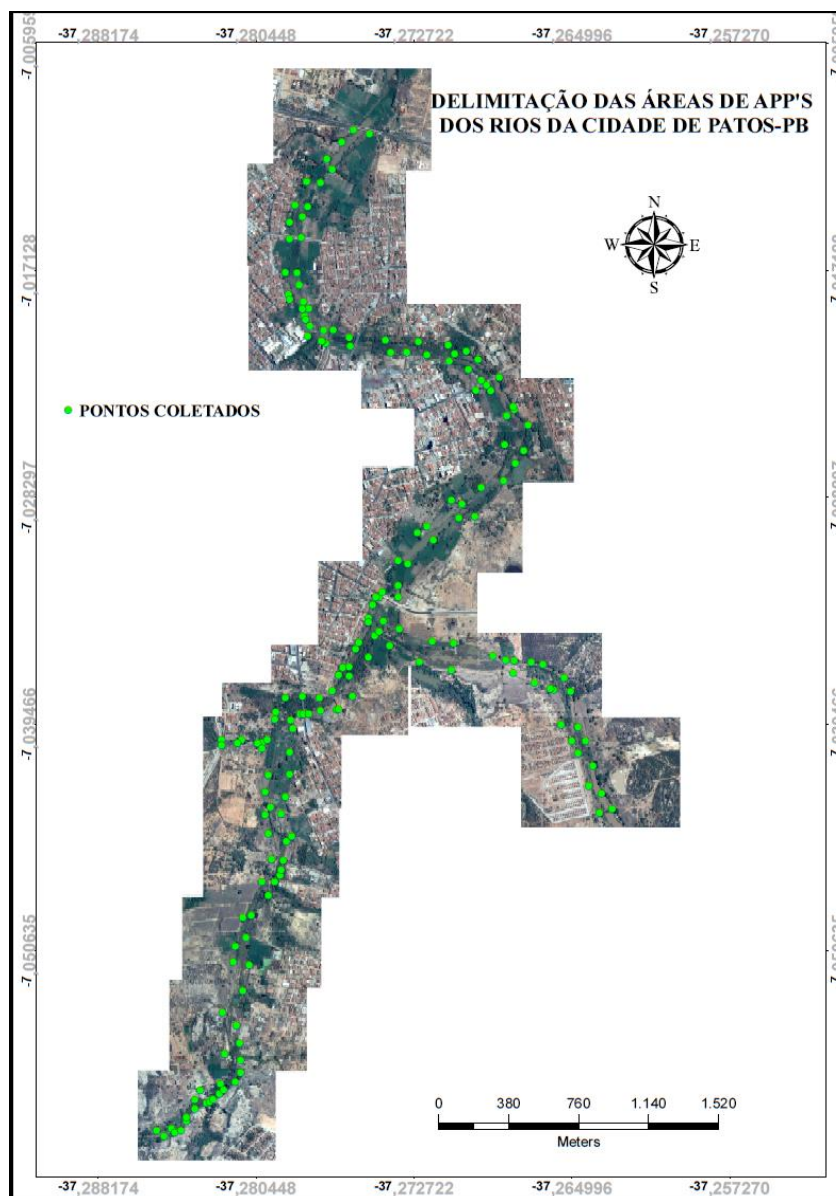 -37,288174 -37,280448 -37,272722 -37,264996 -37,257270
-7,005959
DELIMITAÇÃO DAS ÁREAS DE APP'S
DOS RIOS DA CIDADE DE PATOS-PB
N
W E
S
-7,017128
PONTOS COLETADOS
-7,028297
-7,039466
-7,050635
0 380 760 1.140 1.520
Meters
-37,288174 -37,280448 -37,272722 -37,264996 -37,257270